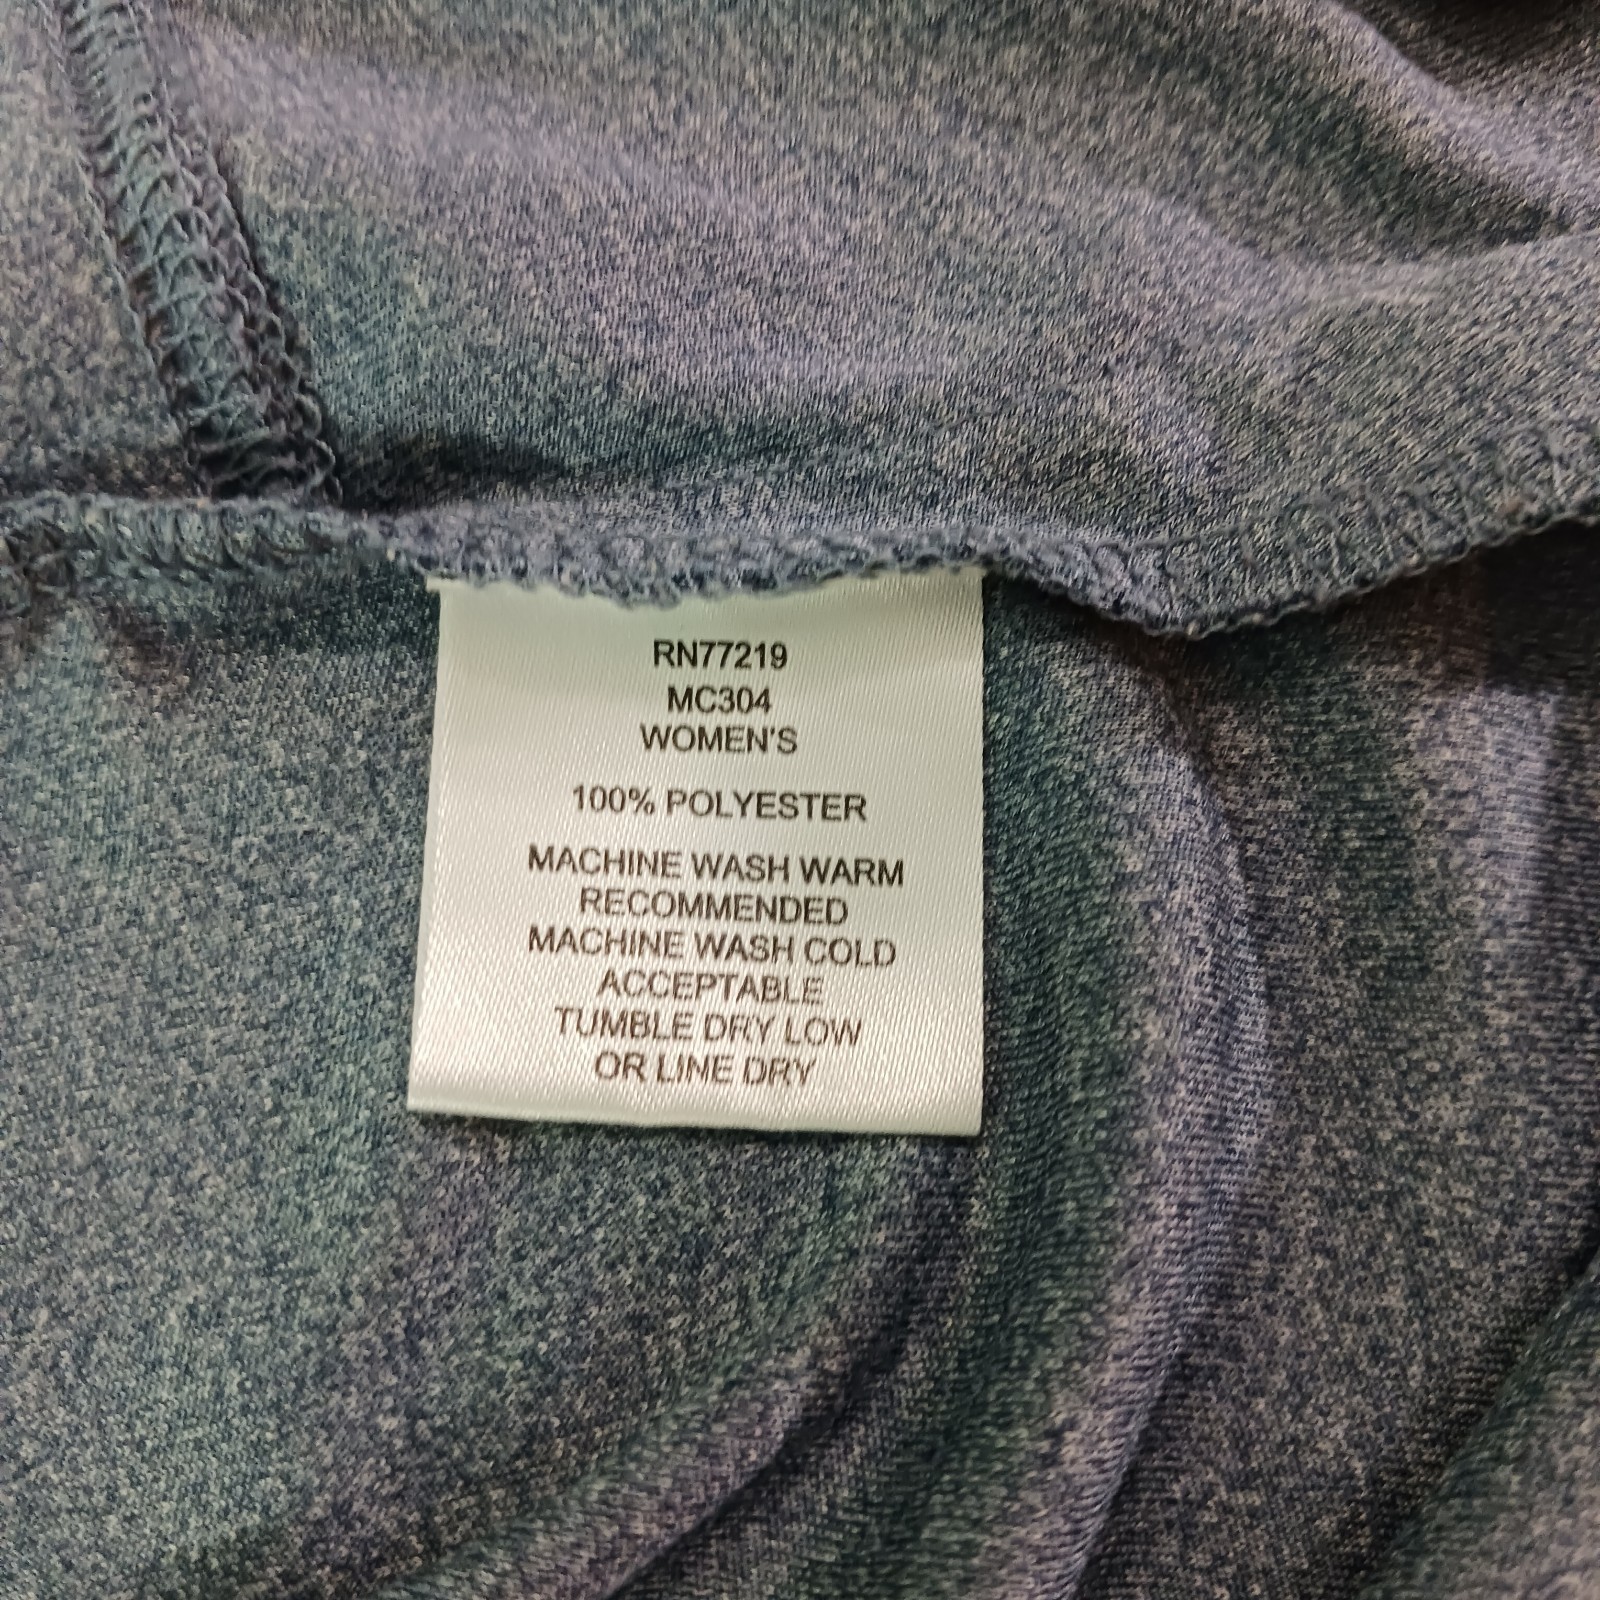 RN77219
MC304
WOMEN'S
100% POLYESTER
MACHINE WASH WARM
RECOMMENDED
MACHINE WASH COLD
ACCEPTABLE
TUMBLE DRY LOW
OR LINE DRY